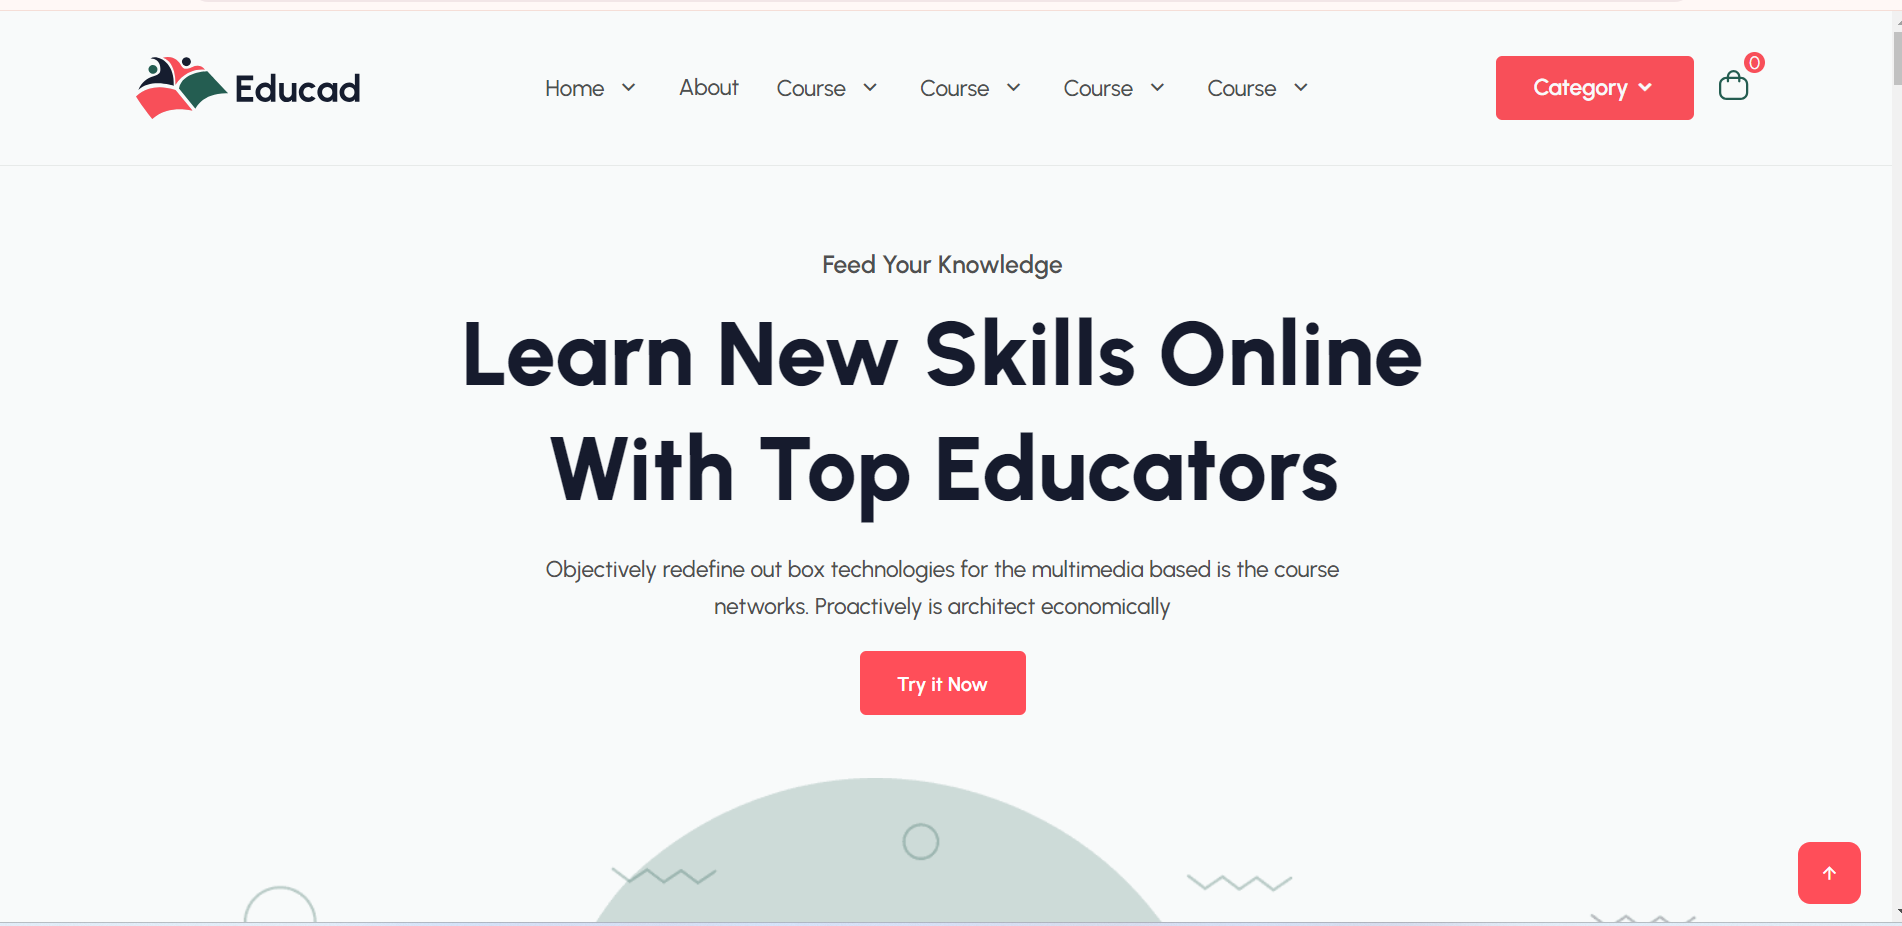 Educad
Home About Course Course Course Course
Category 0
Feed Your Knowledge
Learn New Skills Online
With Top Educators
Objectively redefine out box technologies for the multimedia based is the course
networks. Proactively is architect economically
Try it Now